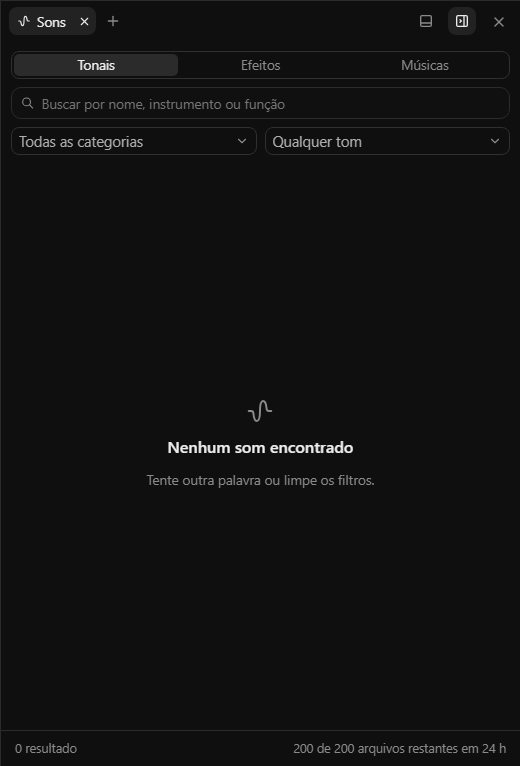 Sons
Tonais
Efeitos
Músicas
Buscar por nome, instrumento ou função
Todas as categorias
Qualquer tom
Nenhum som encontrado
Tente outra palavra ou limpe os filtros.
0 resultado
200 de 200 arquivos restantes em 24 h